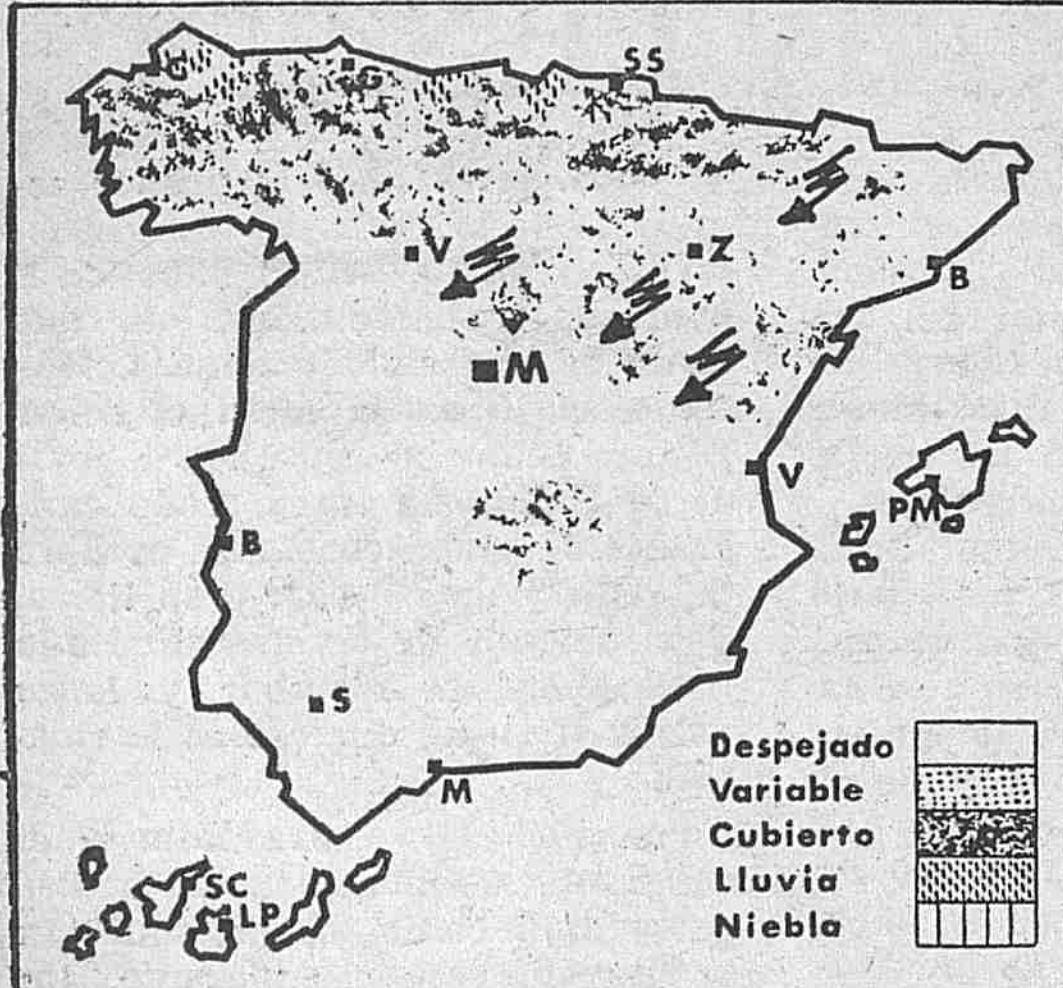 C
G
SS
V
Z
B
M
V
PM
B
S
M
SC
LP
Despejado
Variable
Cubierto
Lluvia
Niebla